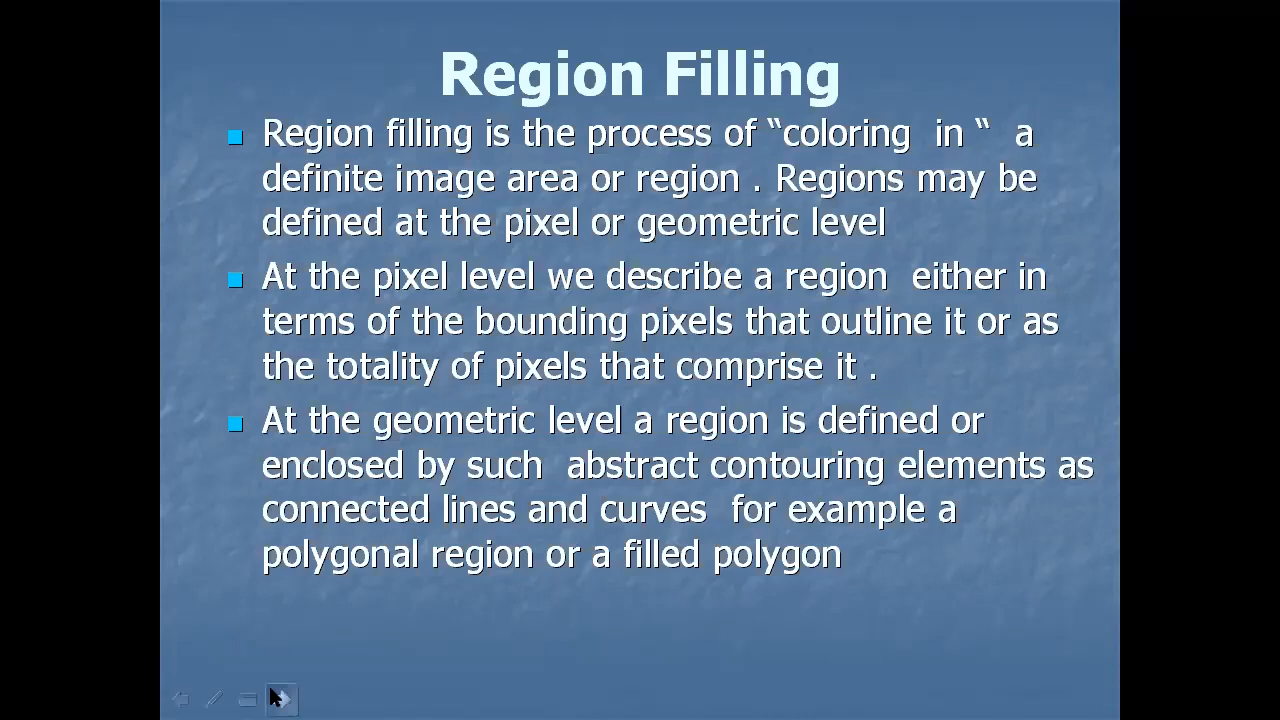 Region Filling
Region filling is the process of “coloring in “ a
definite image area or region . Regions may be
defined at the pixel or geometric level
At the pixel level we describe a region either in
terms of the bounding pixels that outline it or as
the totality of pixels that comprise it .
At the geometric level a region is defined or
enclosed by such abstract contouring elements as
connected lines and curves for example a
polygonal region or a filled polygon